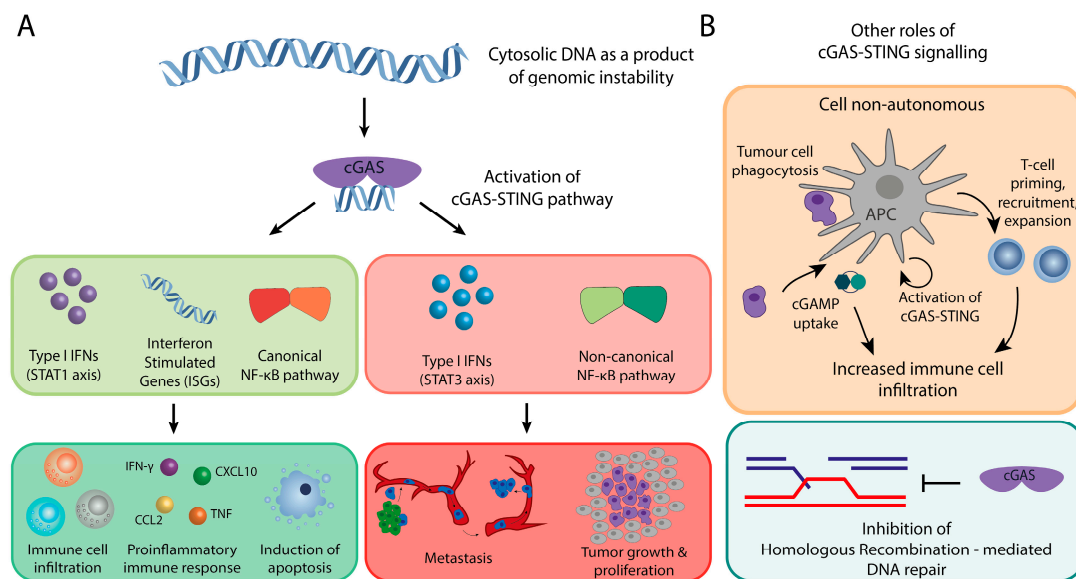 A
Cytosolic DNA as a product
of genomic instability
cGAS
Activation of
cGAS-STING pathway
Type I IFNs
(STAT1 axis)
Interferon
Stimulated
Genes (ISGs)
Canonical
NF-κB pathway
Type I IFNs
(STAT3 axis)
Non-canonical
NF-κB pathway
IFN-γ
CXCL10
CCL2
TNF
Immune cell
infiltration
Proinflammatory
immune response
Induction of
apoptosis
Metastasis
Tumor growth &
proliferation
B
Other roles of
cGAS-STING signalling
Cell non-autonomous
Tumour cell
phagocytosis
APC
T-cell
priming,
recruitment,
expansion
cGAMP
uptake
Activation of
cGAS-STING
Increased immune cell
infiltration
cGAS
Inhibition of
Homologous Recombination - mediated
DNA repair